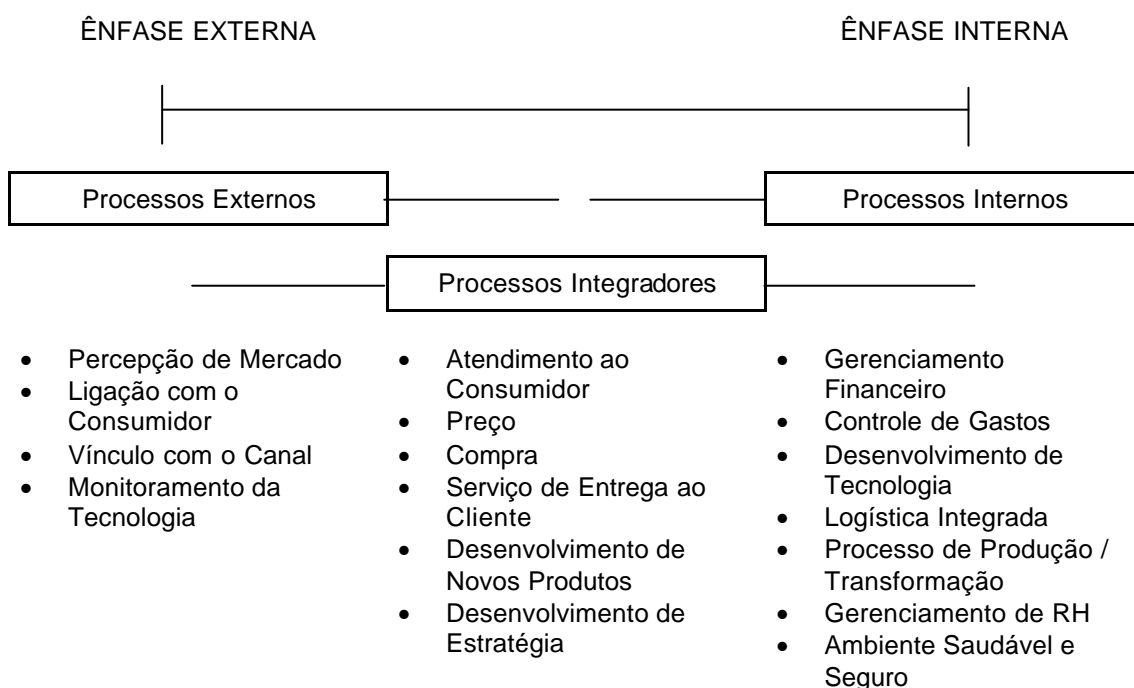 ÊNFASE EXTERNA
ÊNFASE INTERNA
Processos Externos
Processos Internos
Processos Integradores
• Percepção de Mercado
• Ligação com o
Consumidor
• Vínculo com o Canal
• Monitoramento da
Tecnologia
• Atendimento ao
Consumidor
• Preço
• Compra
• Serviço de Entrega ao
Cliente
• Desenvolvimento de
Novos Produtos
• Desenvolvimento de
Estratégia
• Gerenciamento
Financeiro
• Controle de Gastos
• Desenvolvimento de
Tecnologia
• Logística Integrada
• Processo de Produção /
Transformação
• Gerenciamento de RH
• Ambiente Saudável e
Seguro